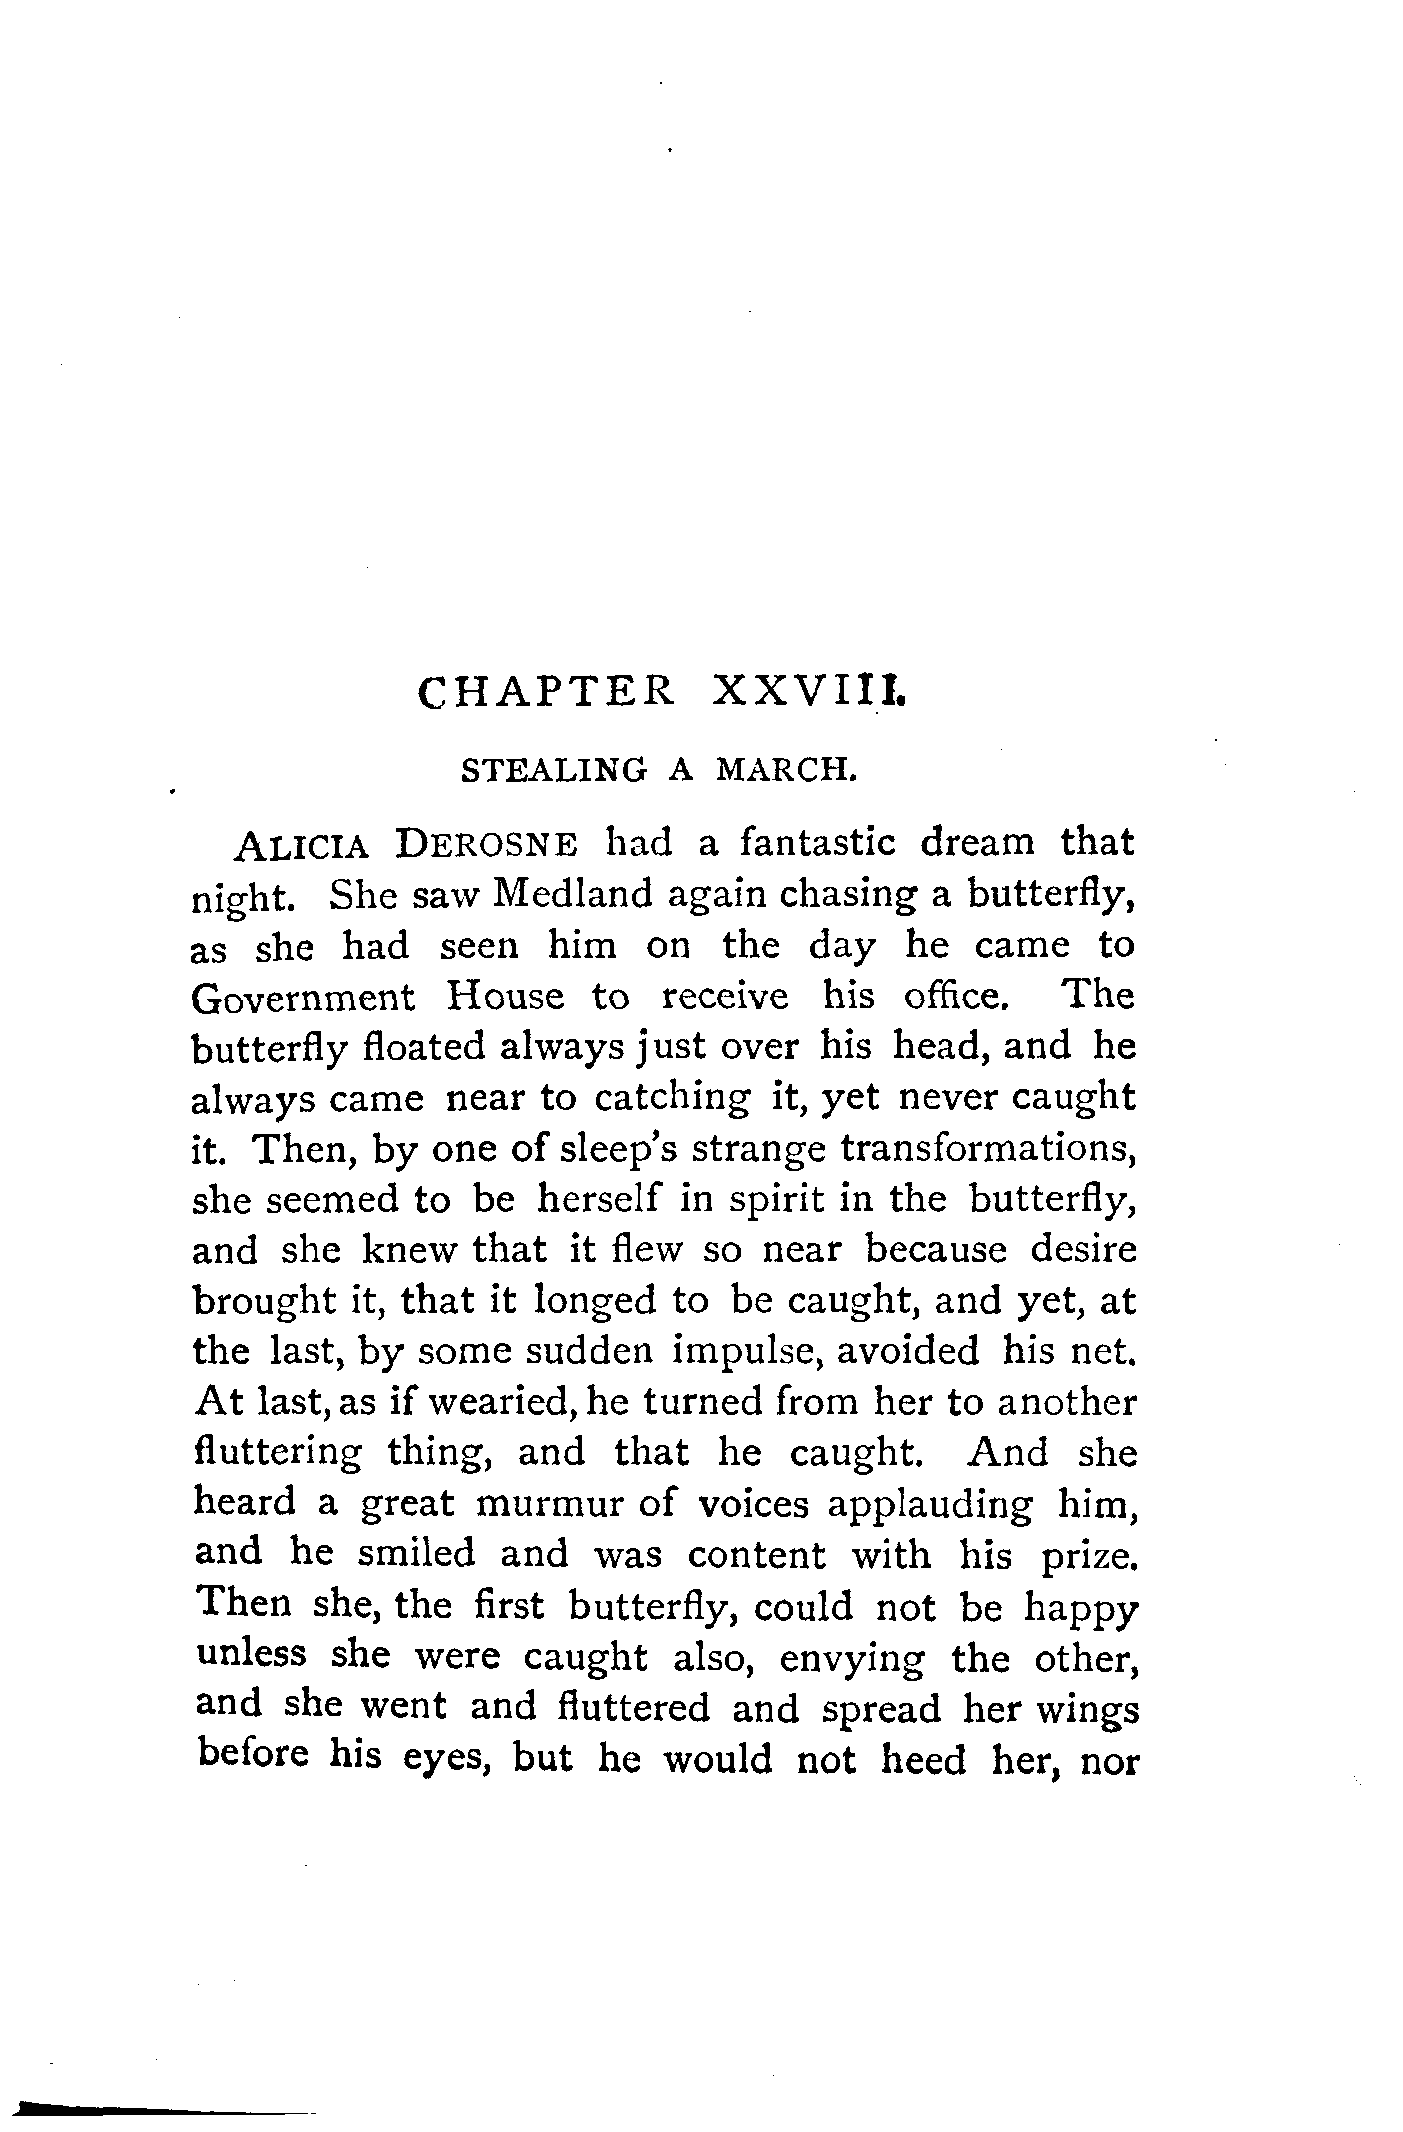 CHAPTER XXVIII.
STEALING A MARCH.
ALICIA DEROSNE had a fantastic dream that
night. She saw Medland again chasing a butterfly,
as she had seen him on the day he came to
Government House to receive his office. The
butterfly floated always just over his head, and he
always came near to catching it, yet never caught
it. Then, by one of sleep's strange transformations,
she seemed to be herself in spirit in the butterfly,
and she knew that it flew so near because desire
brought it, that it longed to be caught, and yet, at
the last, by some sudden impulse, avoided his net.
At last, as if wearied, he turned from her to another
fluttering thing, and that he caught. And she
heard a great murmur of voices applauding him,
and he smiled and was content with his prize.
Then she, the first butterfly, could not be happy
unless she were caught also, envying the other,
and she went and fluttered and spread her wings
before his eyes, but he would not heed her, nor